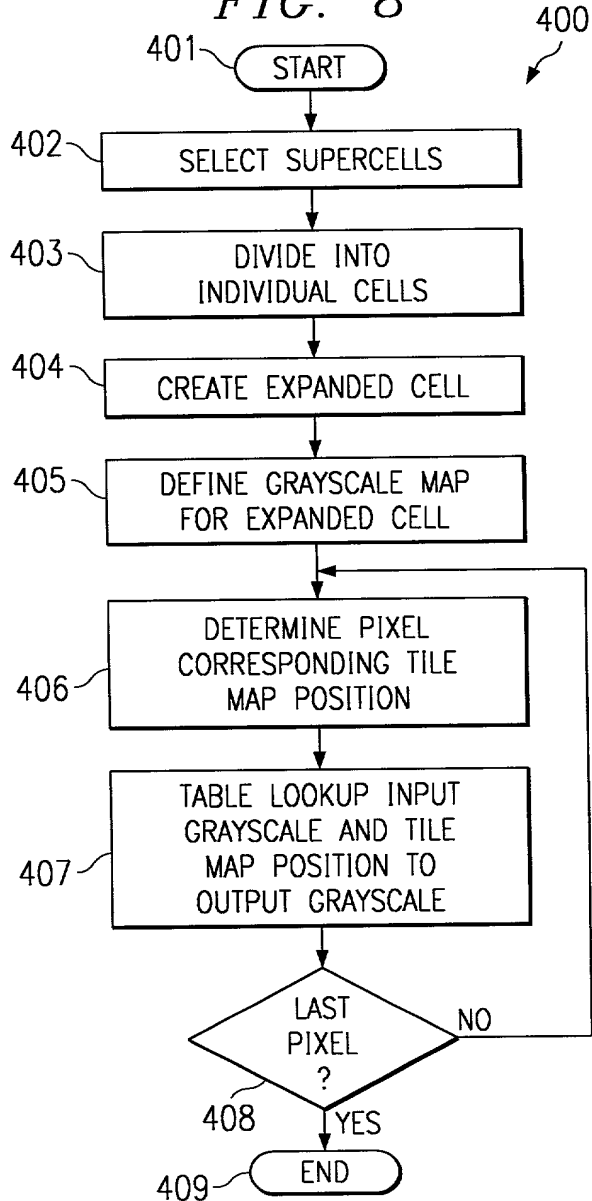 FIG. 8
400
401
START
402
SELECT SUPERCELLS
403
DIVIDE INTO
INDIVIDUAL CELLS
404
CREATE EXPANDED CELL
405
DEFINE GRAYSCALE MAP
FOR EXPANDED CELL
406
DETERMINE PIXEL
CORRESPONDING TILE
MAP POSITION
407
TABLE LOOKUP INPUT
GRAYSCALE AND TILE
MAP POSITION TO
OUTPUT GRAYSCALE
LAST
PIXEL
?
NO
408
YES
409
END